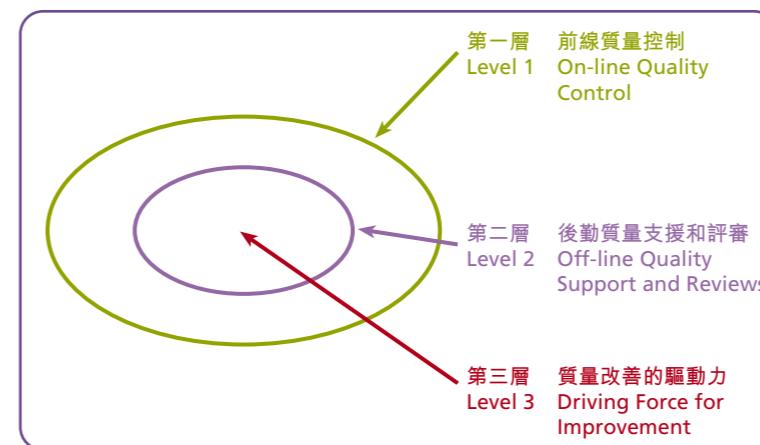 第一層 前線質量控制
Level 1 On-line Quality
Control
第二層 後勤質量支援和評審
Level 2 Off-line Quality
Support and Reviews
第三層 質量改善的驅動力
Level 3 Driving Force for
Improvement